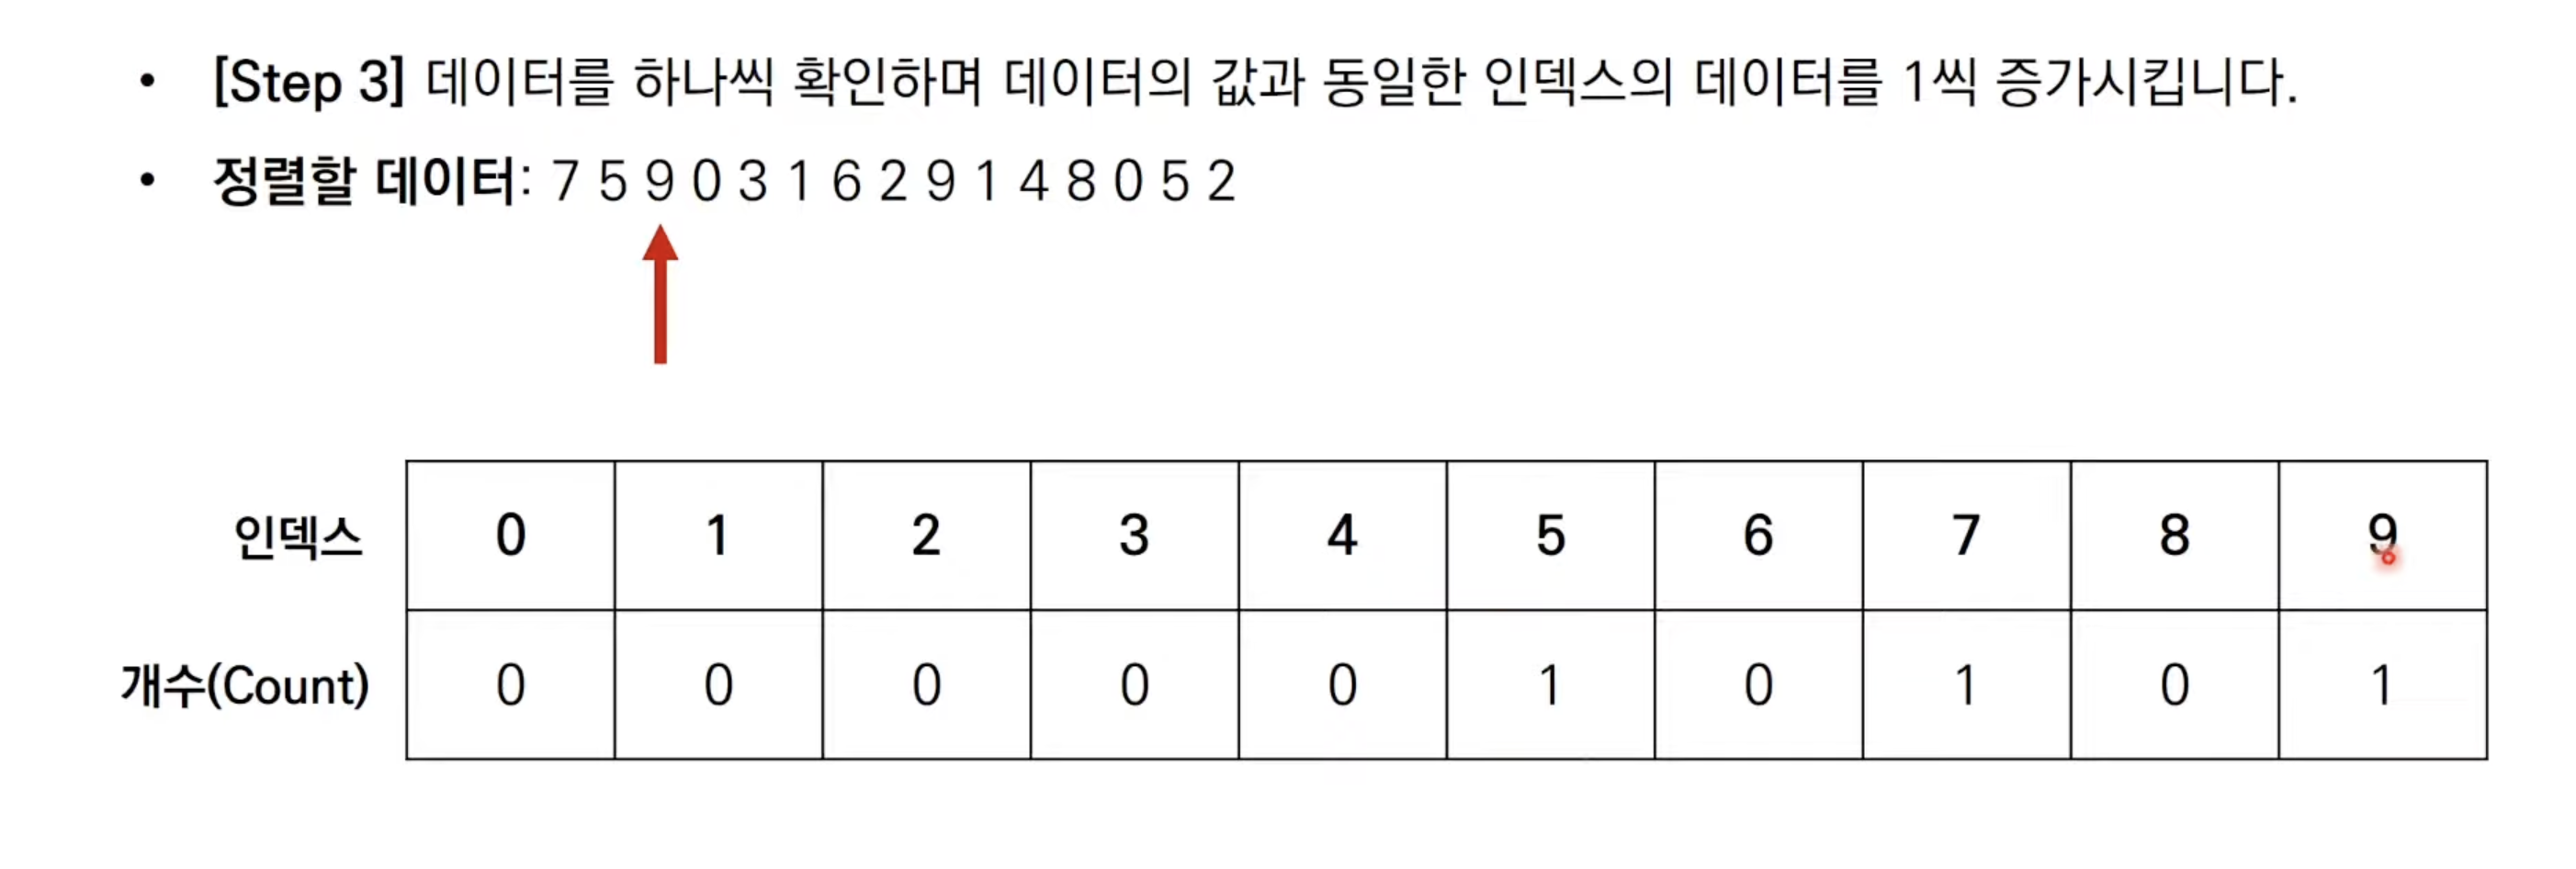 • [Step 3] 데이터를 하나씩 확인하며 데이터의 값과 동일한 인덱스의 데이터를 1씩 증가시킵니다.
• 정렬할 데이터: 7 5 9 0 3 1 6 2 9 1 4 8 0 5 2
인덱스 0 1 2 3 4 5 6 7 8 9
개수(Count) 0 0 0 0 0 1 0 1 0 1